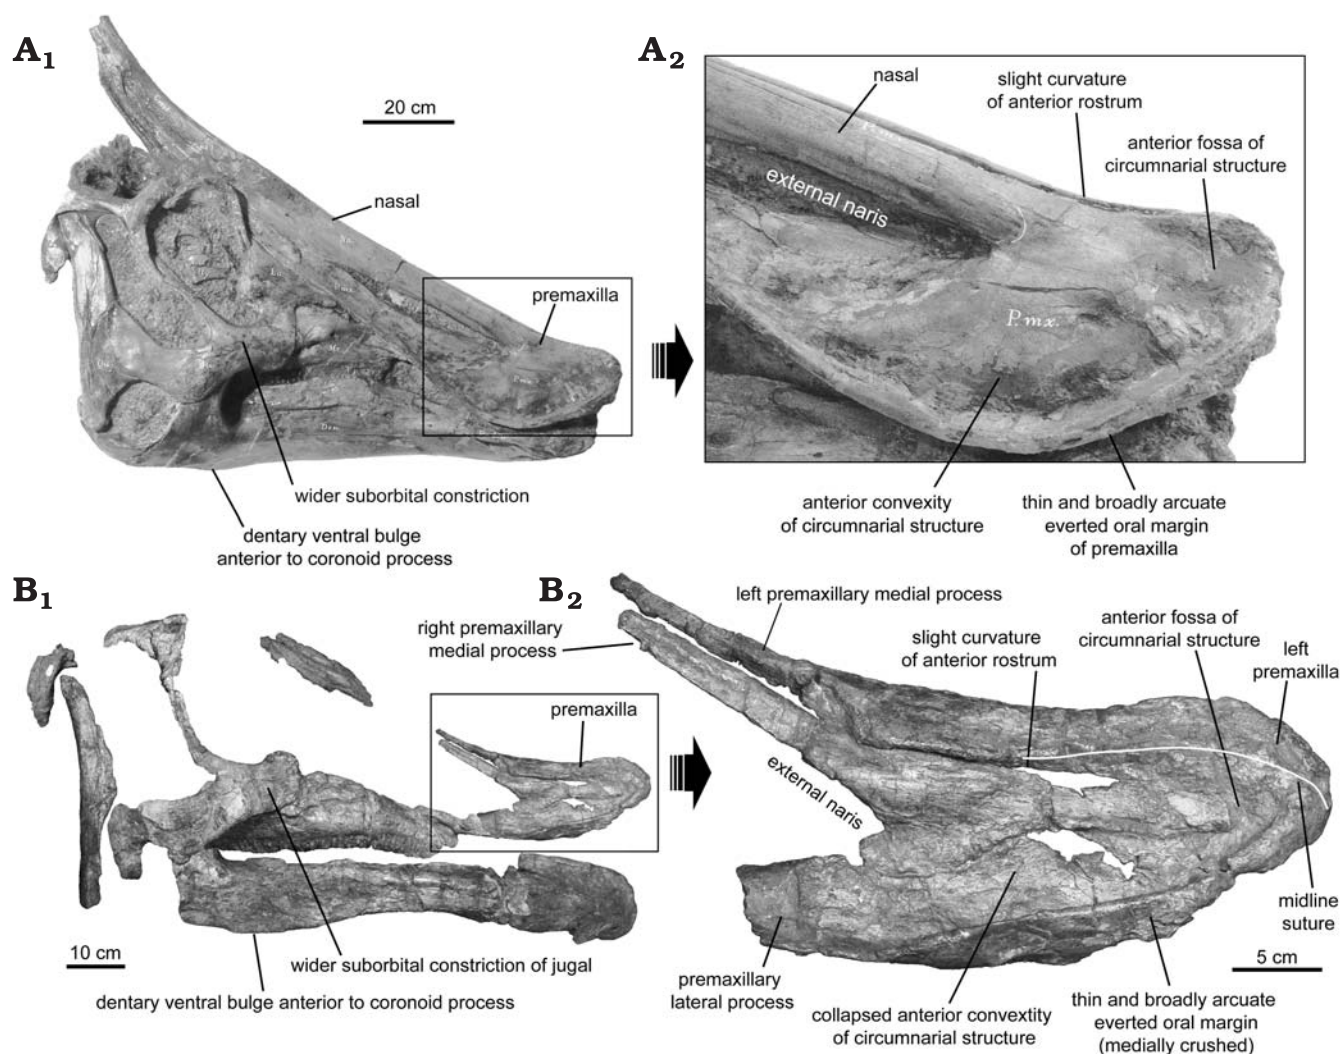 A1
20 cm
nasal
premaxilla
wider suborbital constriction
dentary ventral bulge
anterior to coronoid process
A2
nasal
slight curvature
of anterior rostrum
anterior fossa of
circumnarial structure
external naris
P.mx.
anterior convexity
of circumnarial structure
thin and broadly arcuate
everted oral margin
of premaxilla
B1
right premaxillary
medial process
premaxilla
10 cm
wider suborbital constriction of jugal
dentary ventral bulge anterior to coronoid process
B2
left premaxillary medial process
slight curvature
of anterior rostrum
anterior fossa of
circumnarial structure
left
premaxilla
external naris
midline
suture
5 cm
premaxillary
lateral process
collapsed anterior convextity
of circumnarial structure
thin and broadly arcuate
everted oral margin
(medially crushed)